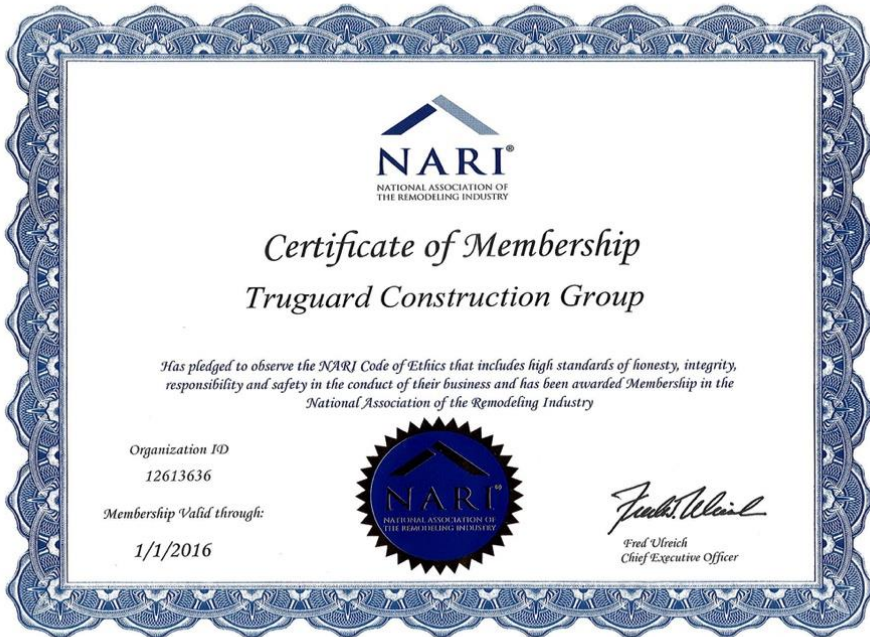 NARI®
NATIONAL ASSOCIATION OF
THE REMODELING INDUSTRY
Certificate of Membership
Truguard Construction Group
Has pledged to observe the NARI Code of Ethics that includes high standards of honesty, integrity,
responsibility and safety in the conduct of their business and has been awarded Membership in the
National Association of the Remodeling Industry
Organization ID
12613636
Membership Valid through:
1/1/2016
NARI®
NATIONAL ASSOCIATION OF
THE REMODELING INDUSTRY
Fred Ulreich
Chief Executive Officer